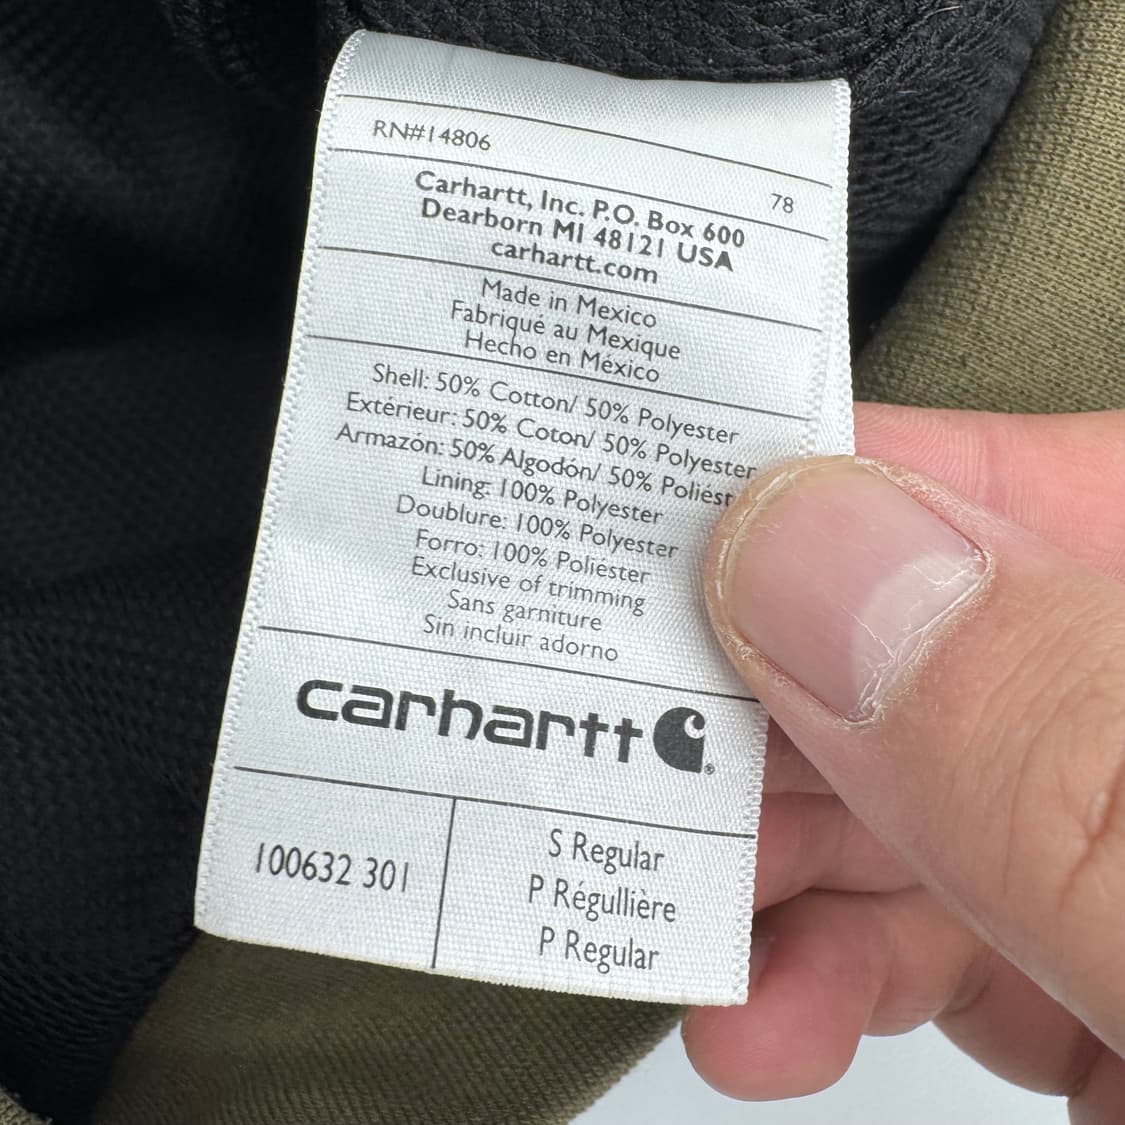 RN#14806
78
Carhartt, Inc. P.O. Box 600
Dearborn MI 48121 USA
carhartt.com
Made in Mexico
Fabriqué au Mexique
Hecho en México
Shell: 50% Cotton/ 50% Polyester
Extérieur: 50% Coton/ 50% Polyester
Armazón: 50% Algodón/ 50%
Lining: 100% Polyester
Doublure: 100% Polyester
Forro: 100% Poliéster
Exclusive of trimming
Sans garniture
Sin incluir adorno
carhartt
®
100632 301
S Regular
P Régullière
P Regular